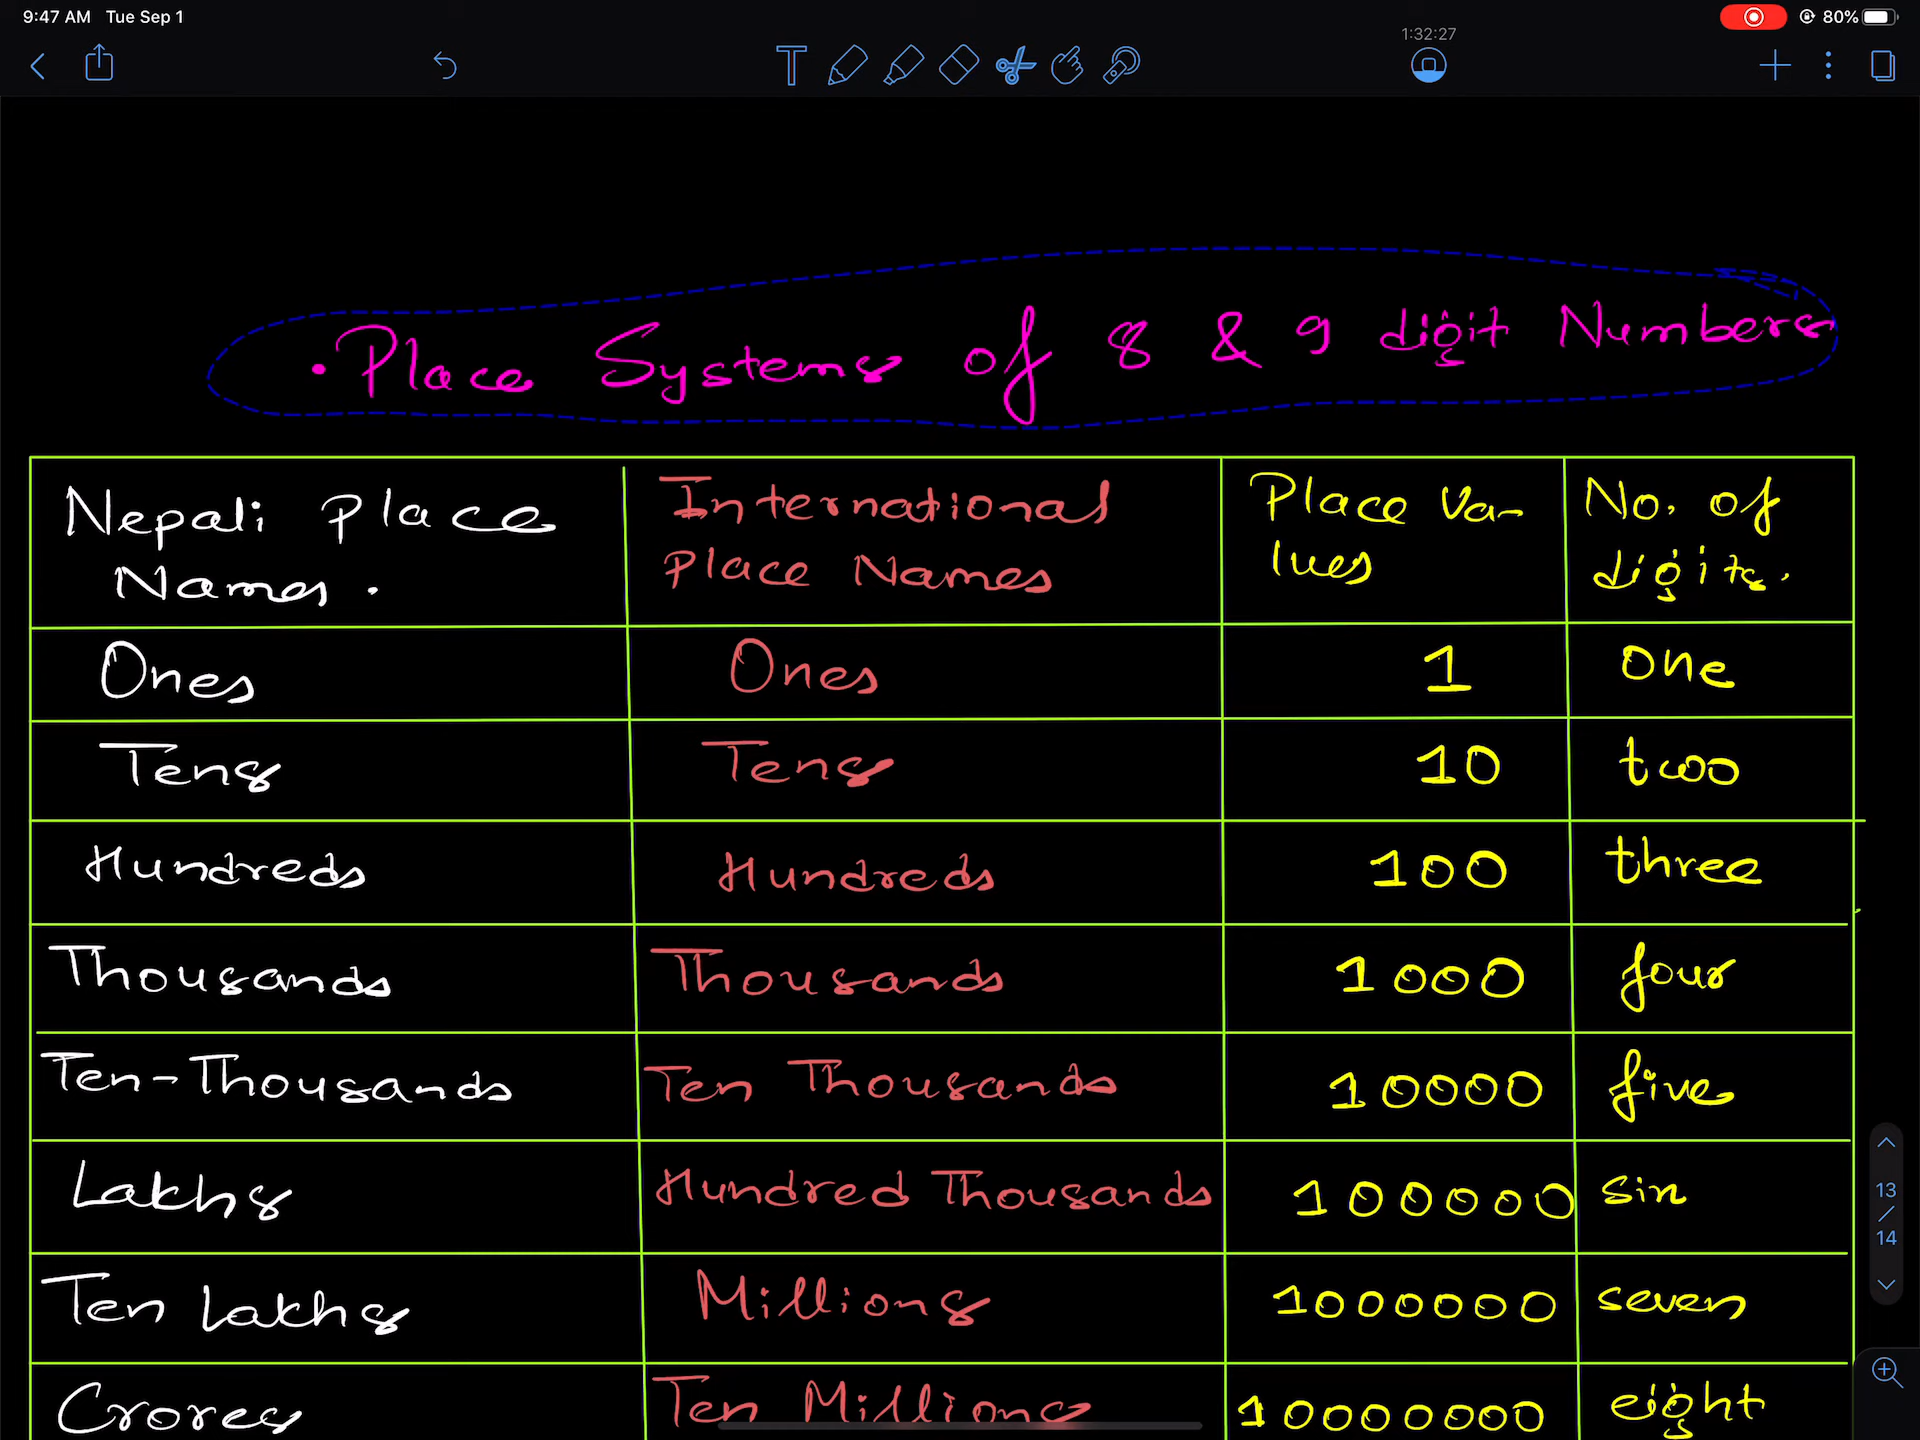 9:47 AM Tue Sep 1
80%
1:32:27
• Place Systems of 8 & 9 digit Numbers
Nepali Place Names. International Place Names Place Va- lues No. of digits.
Ones Ones 1 one
Tens Tens 10 two
Hundreds Hundreds 100 three
Thousands Thousands 1000 four
Ten-Thousands Ten Thousands 10000 five
Lakhs Hundred Thousands 100000 six
Ten Lakhs Millions 1000000 seven
Crores Ten Millions 10000000 eight
13
/
14